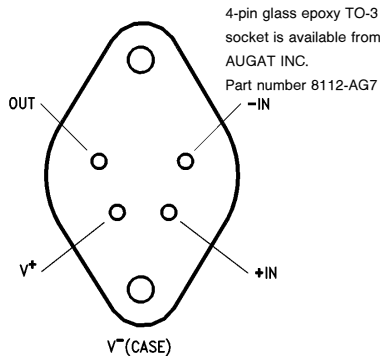 4-pin glass epoxy TO-3
socket is available from
AUGAT INC.
Part number 8112-AG7
OUT
-IN
V+
+IN
V-(CASE)